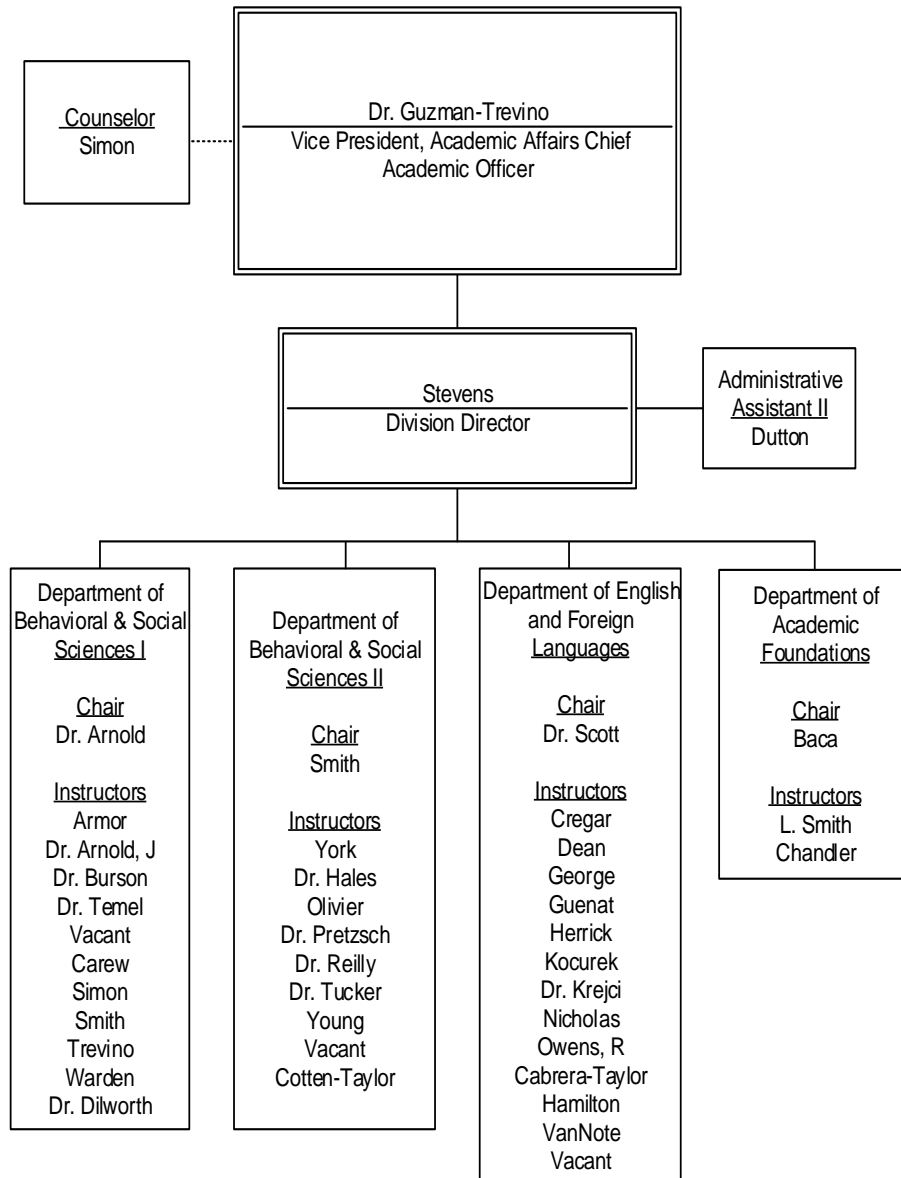 Counselor
Simon
Dr. Guzman-Trevino
Vice President, Academic Affairs Chief
Academic Officer
Stevens
Division Director
Administrative
Assistant II
Dutton
Department of
Behavioral & Social
Sciences I
Chair
Dr. Arnold
Instructors
Armor
Dr. Arnold, J
Dr. Burson
Dr. Temel
Vacant
Carew
Simon
Smith
Trevino
Warden
Dr. Dilworth
Department of
Behavioral & Social
Sciences II
Chair
Smith
Instructors
York
Dr. Hales
Olivier
Dr. Pretzsch
Dr. Reilly
Dr. Tucker
Young
Vacant
Cotten-Taylor
Department of English
and Foreign
Languages
Chair
Dr. Scott
Instructors
Cregar
Dean
George
Guenat
Herrick
Kocurek
Dr. Krejci
Nicholas
Owens, R
Cabrera-Taylor
Hamilton
VanNote
Vacant
Department of
Academic
Foundations
Chair
Baca
Instructors
L. Smith
Chandler